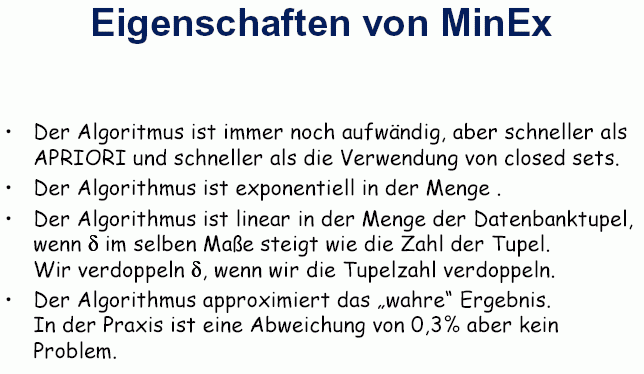 Eigenschaften von MinEx
• Der Algoritmus ist immer noch aufwändig, aber schneller als
APRIORI und schneller als die Verwendung von closed sets.
• Der Algorithmus ist exponentiell in der Menge .
• Der Algorithmus ist linear in der Menge der Datenbanktupel,
wenn δ im selben Maße steigt wie die Zahl der Tupel.
Wir verdoppeln δ, wenn wir die Tupelzahl verdoppeln.
• Der Algorithmus approximiert das „wahre“ Ergebnis.
In der Praxis ist eine Abweichung von 0,3% aber kein
Problem.